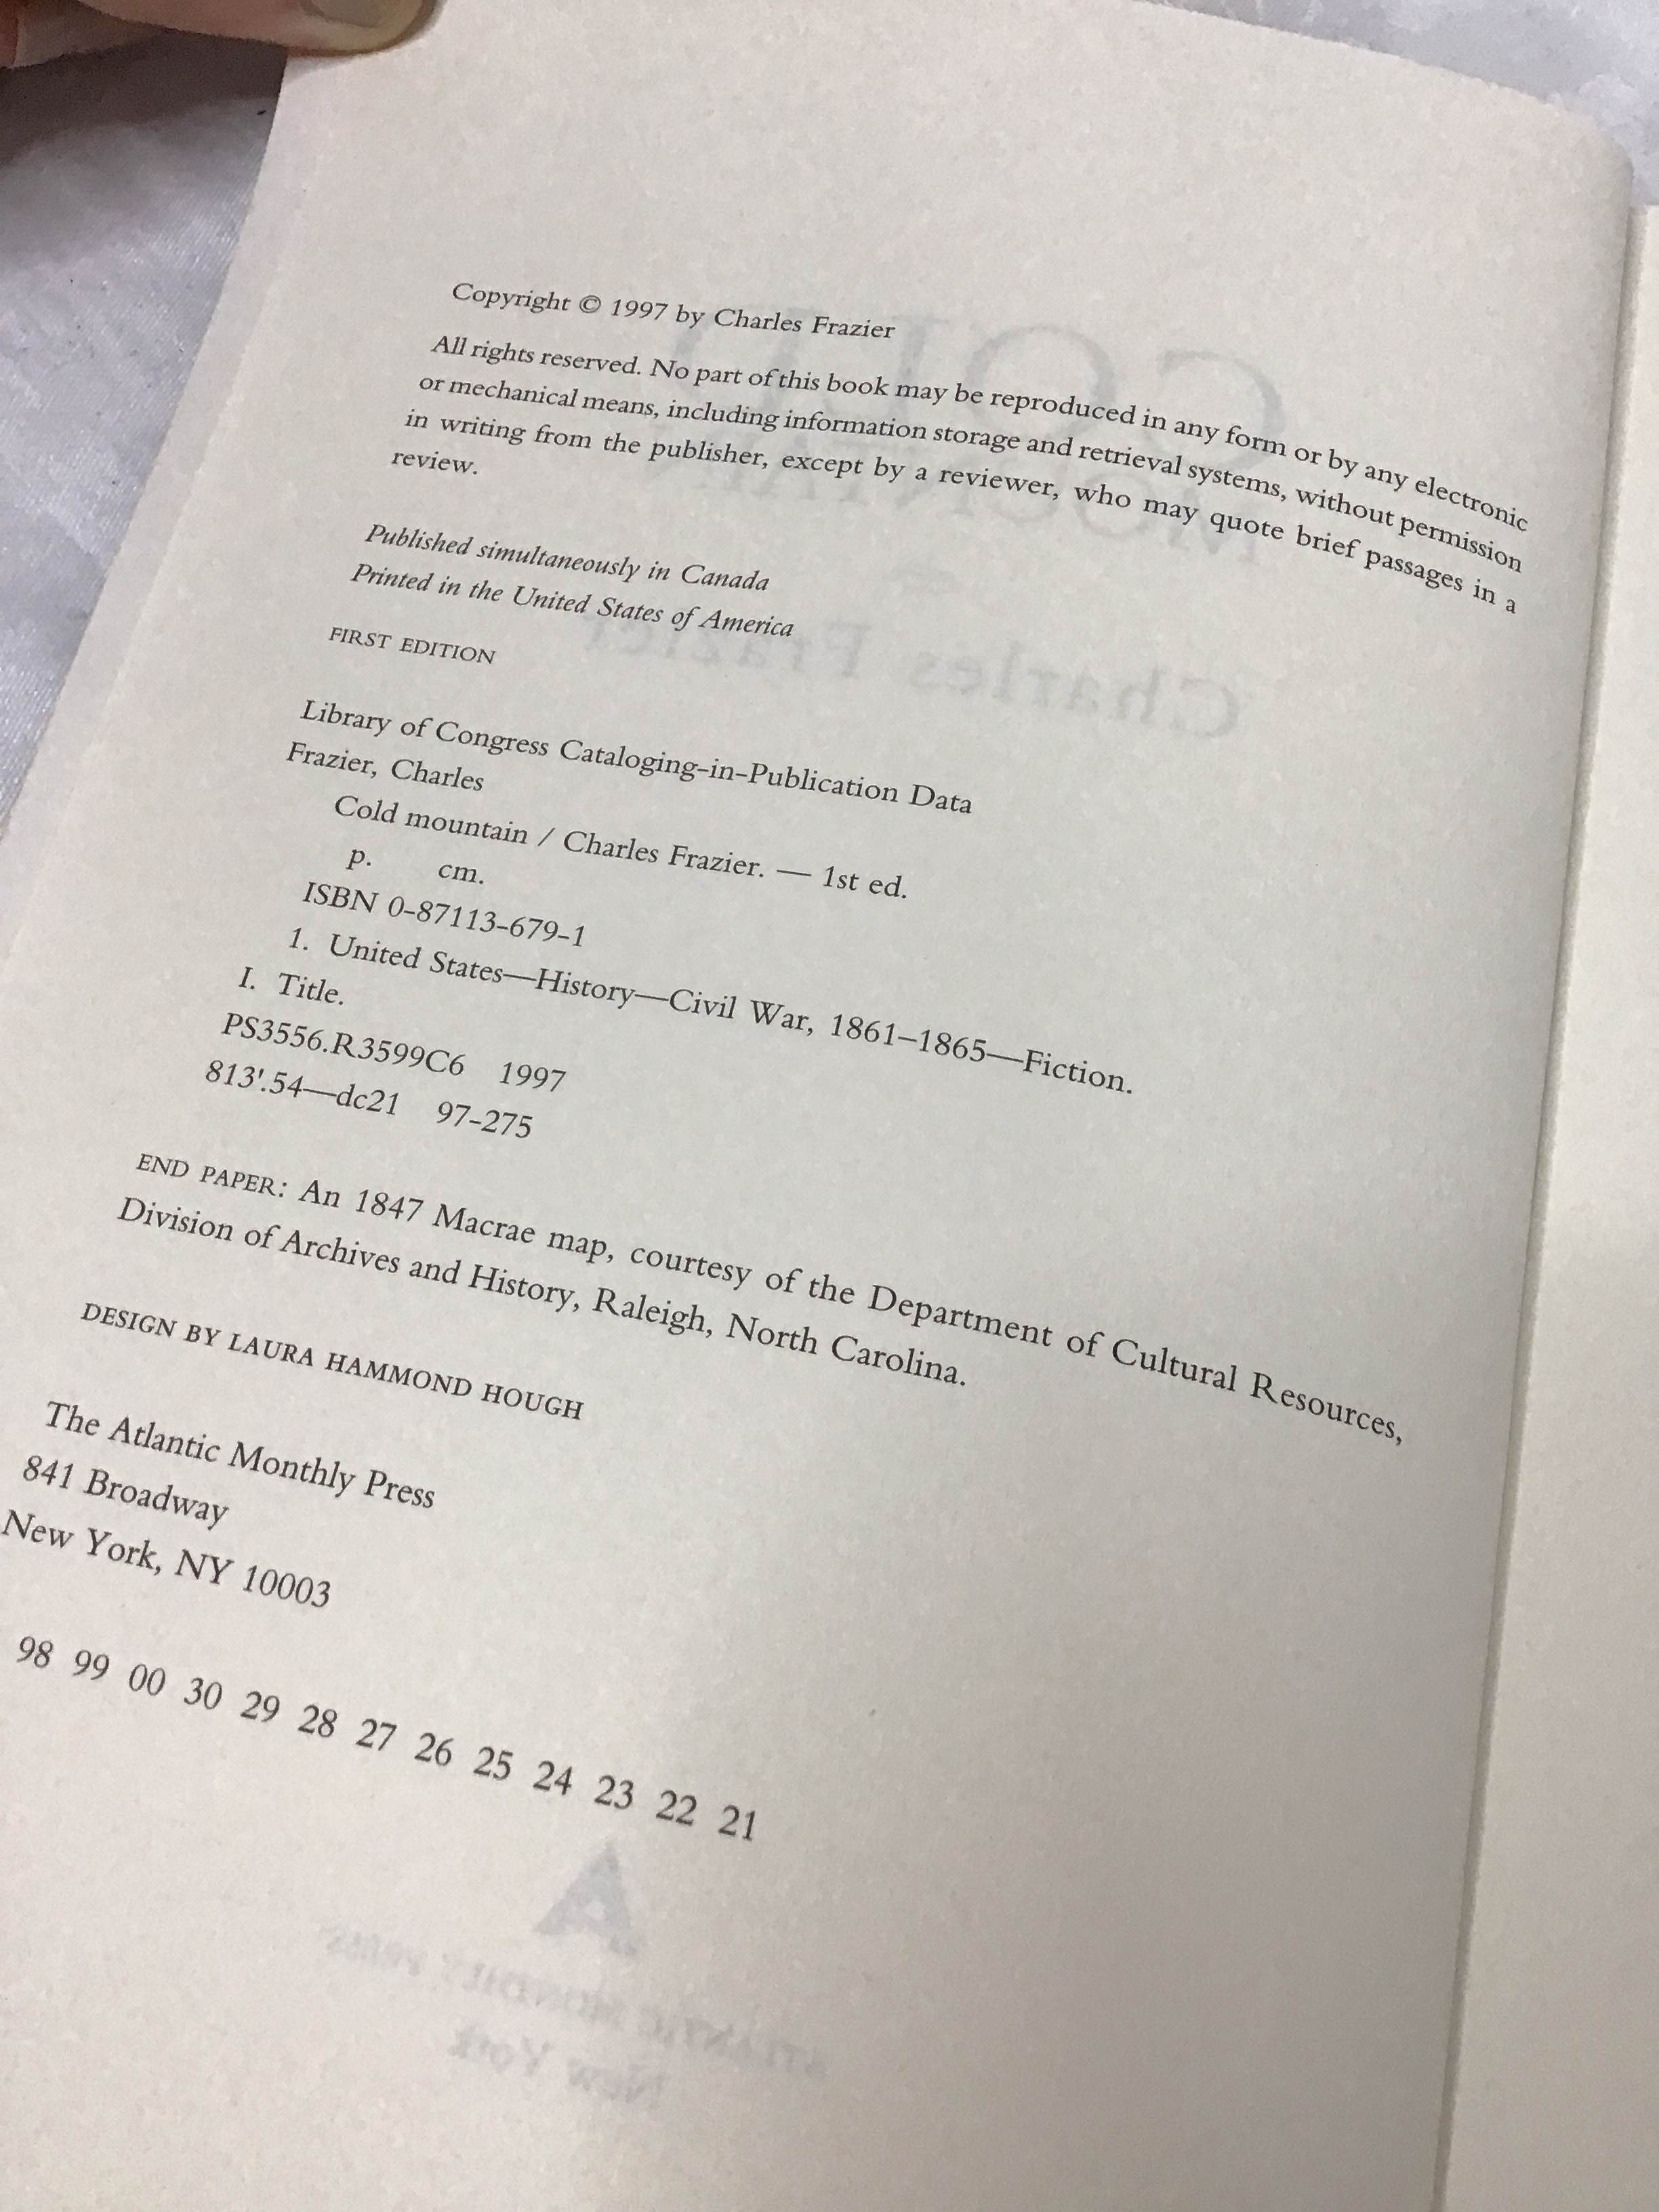 Copyright © 1997 by Charles Frazier
All rights reserved. No part of this book may be reproduced in any form or by any electronic
or mechanical means, including information storage and retrieval systems, without permission
in writing from the publisher, except by a reviewer, who may quote brief passages in a
review.
Published simultaneously in Canada
Printed in the United States of America
FIRST EDITION
Library of Congress Cataloging-in-Publication Data
Frazier, Charles
Cold mountain / Charles Frazier. — 1st ed.
p. cm.
ISBN 0-87113-679-1
1. United States—History—Civil War, 1861–1865—Fiction.
I. Title.
PS3556.R3599C6 1997
813'.54—dc21 97-275
END PAPER: An 1847 Macrae map, courtesy of the Department of Cultural Resources,
Division of Archives and History, Raleigh, North Carolina.
DESIGN BY LAURA HAMMOND HOUGH
The Atlantic Monthly Press
841 Broadway
New York, NY 10003
98 99 00 30 29 28 27 26 25 24 23 22 21